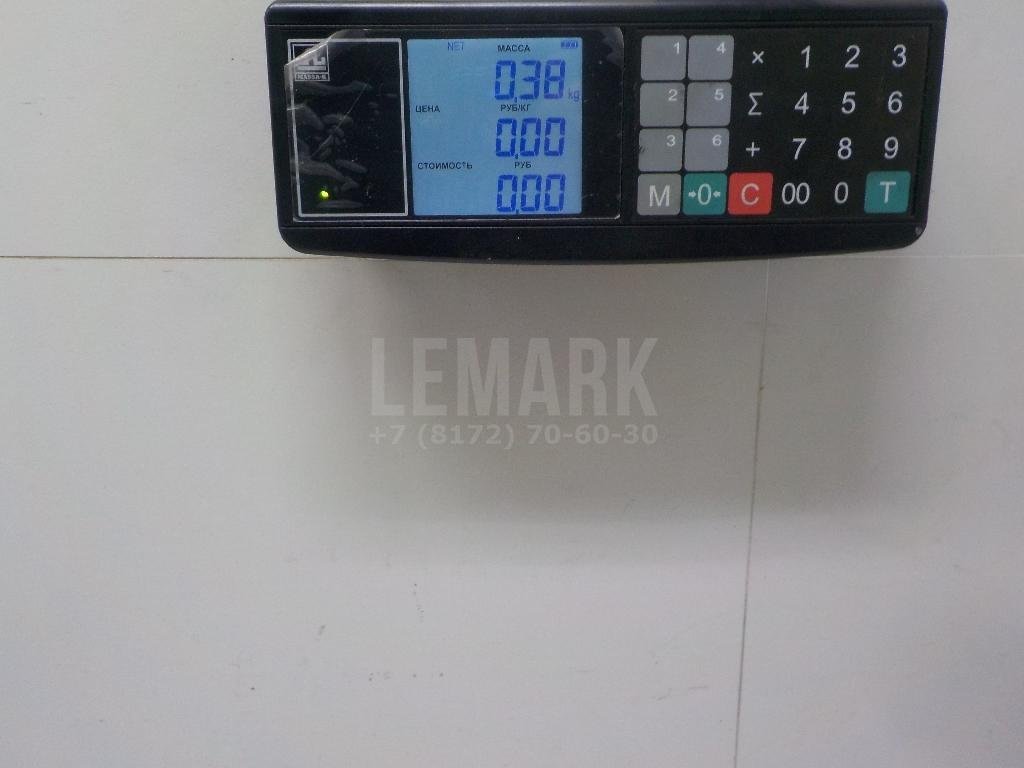 NET МАССА
0,38 kg
ЦЕНА РУБ/КГ
0,00
СТОИМОСТЬ РУБ
0,00
MASSA-K
1 4 × 1 2 3
2 5 Σ 4 5 6
3 6 + 7 8 9
M →0← C 00 0 T
LEMARK
+7 (8172) 70-60-30